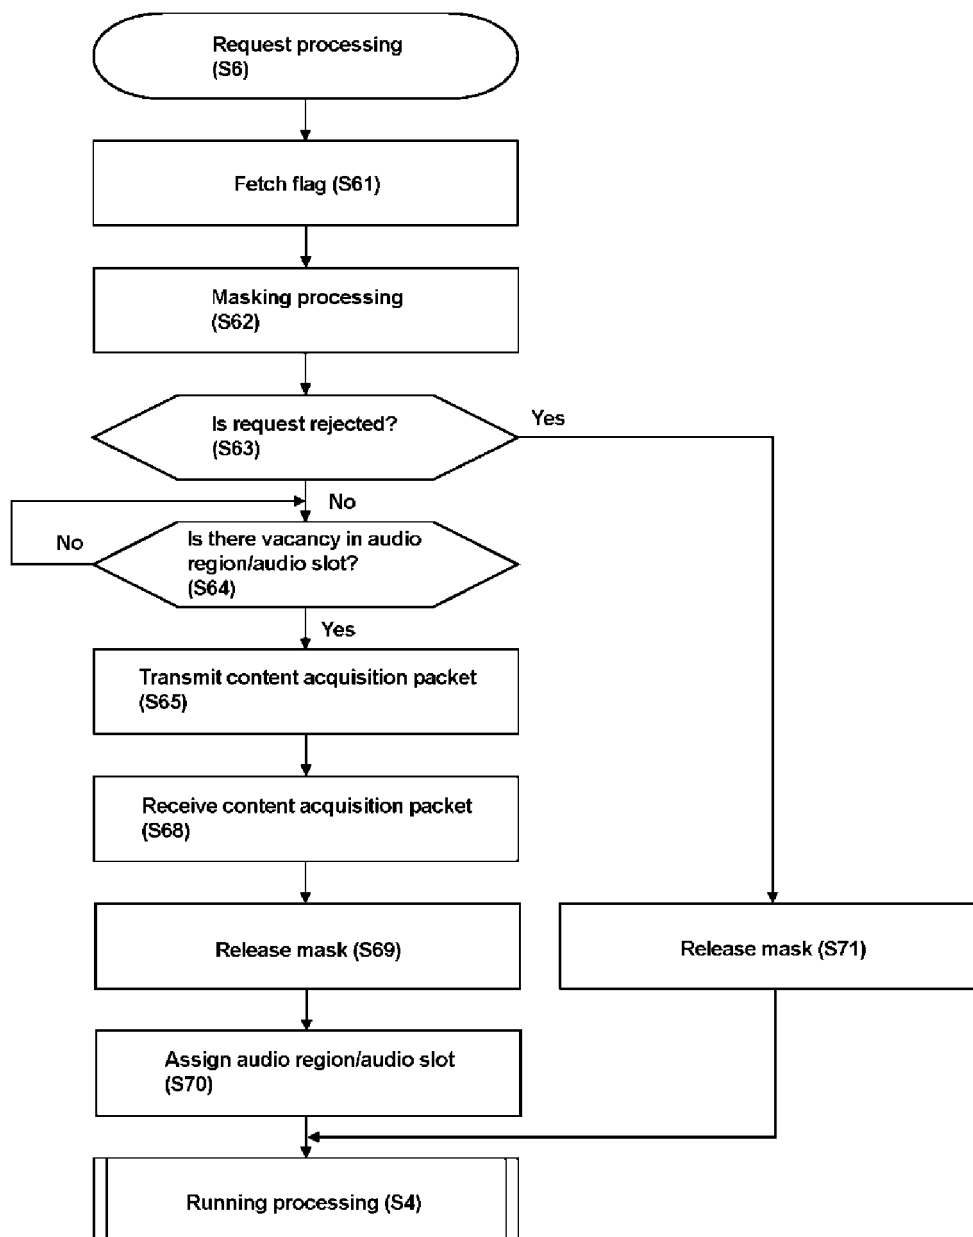 Request processing
(S6)
Fetch flag (S61)
Masking processing
(S62)
Is request rejected?
(S63)
Yes
No
Is there vacancy in audio
region/audio slot?
(S64)
No
Yes
Transmit content acquisition packet
(S65)
Receive content acquisition packet
(S68)
Release mask (S69)
Release mask (S71)
Assign audio region/audio slot
(S70)
Running processing (S4)